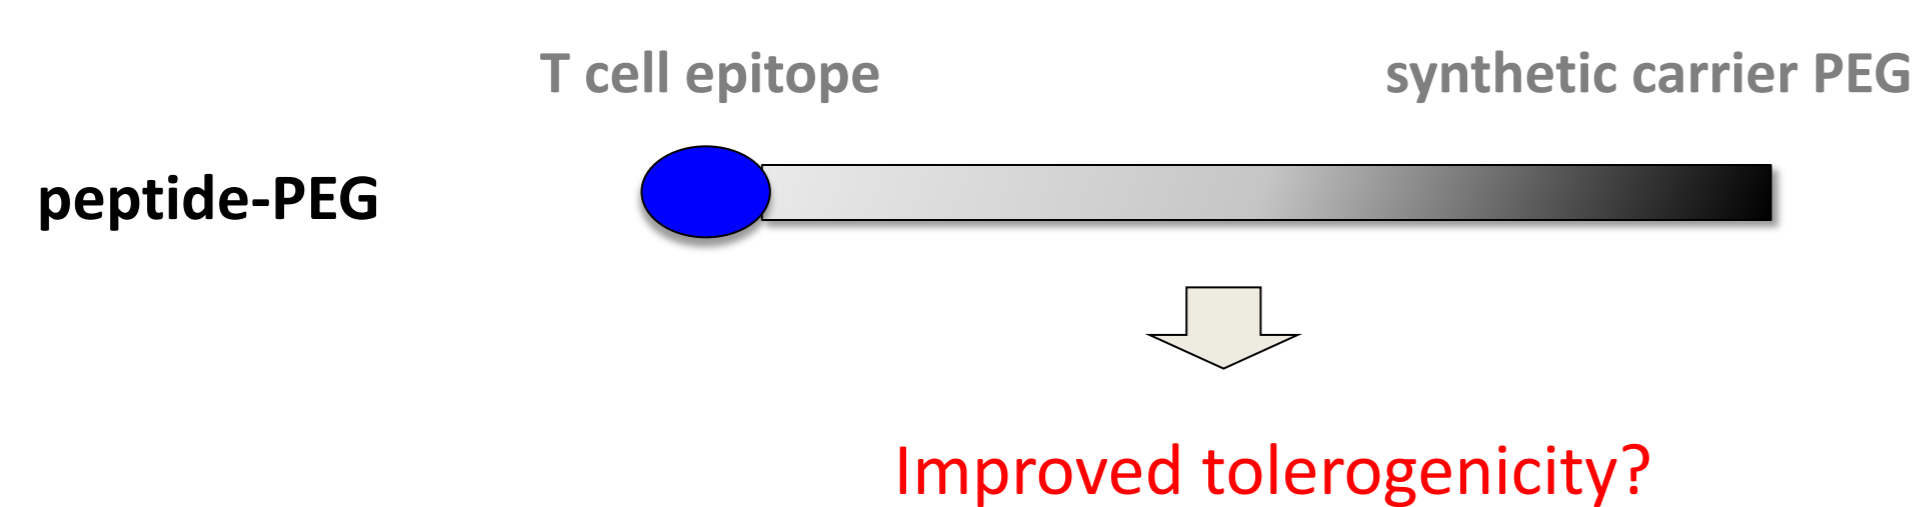 T cell epitope
synthetic carrier PEG
peptide-PEG
Improved tolerogenicity?